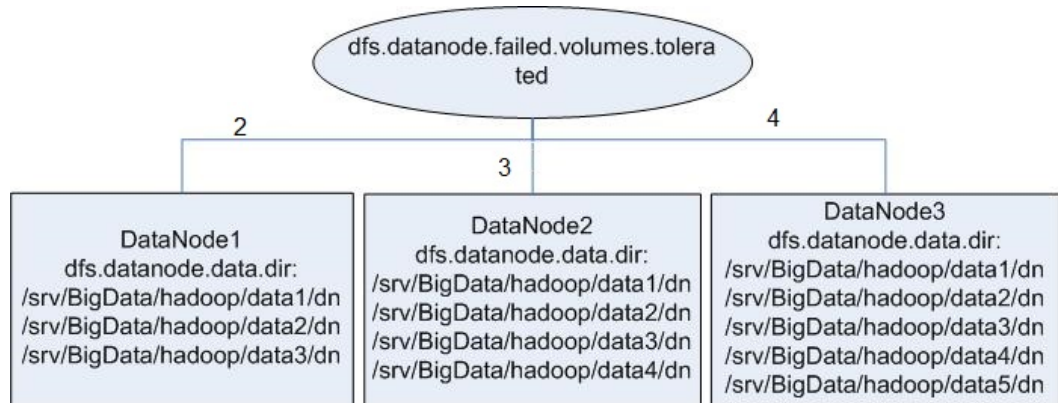 dfs.datanode.failed.volumes.tolera
ted
2
3
4
DataNode1
dfs.datanode.data.dir:
/srv/BigData/hadoop/data1/dn
/srv/BigData/hadoop/data2/dn
/srv/BigData/hadoop/data3/dn
DataNode2
dfs.datanode.data.dir:
/srv/BigData/hadoop/data1/dn
/srv/BigData/hadoop/data2/dn
/srv/BigData/hadoop/data3/dn
/srv/BigData/hadoop/data4/dn
DataNode3
dfs.datanode.data.dir:
/srv/BigData/hadoop/data1/dn
/srv/BigData/hadoop/data2/dn
/srv/BigData/hadoop/data3/dn
/srv/BigData/hadoop/data4/dn
/srv/BigData/hadoop/data5/dn